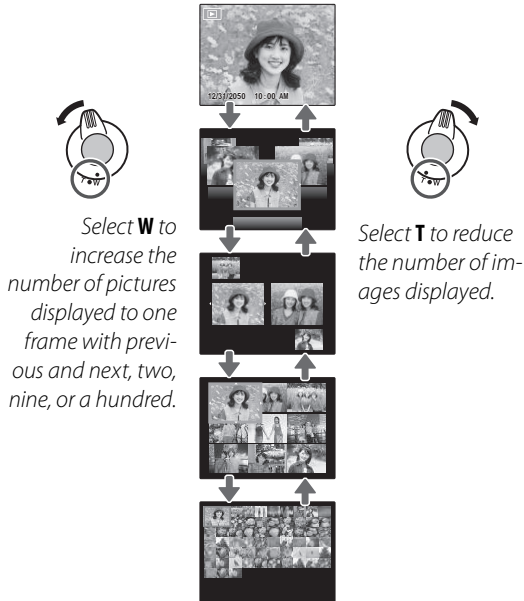 12/31/2050 10:00 AM
Select W to
increase the
number of pictures
displayed to one
frame with previ-
ous and next, two,
nine, or a hundred.
Select T to reduce
the number of im-
ages displayed.